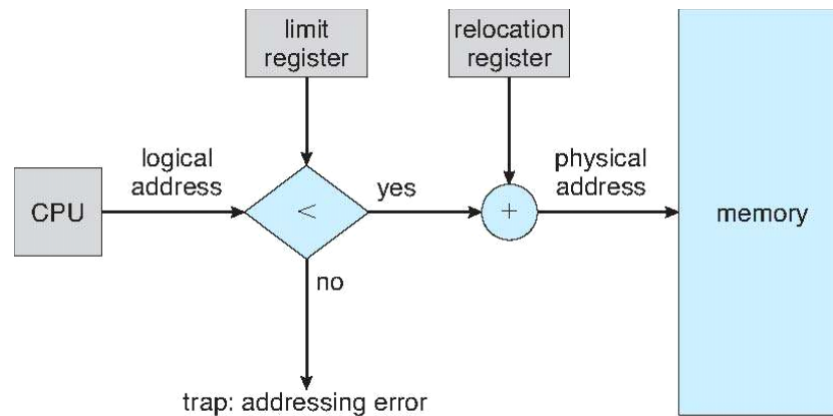 limit
register
relocation
register
logical
address
physical
address
CPU
<
yes
+
memory
no
trap: addressing error